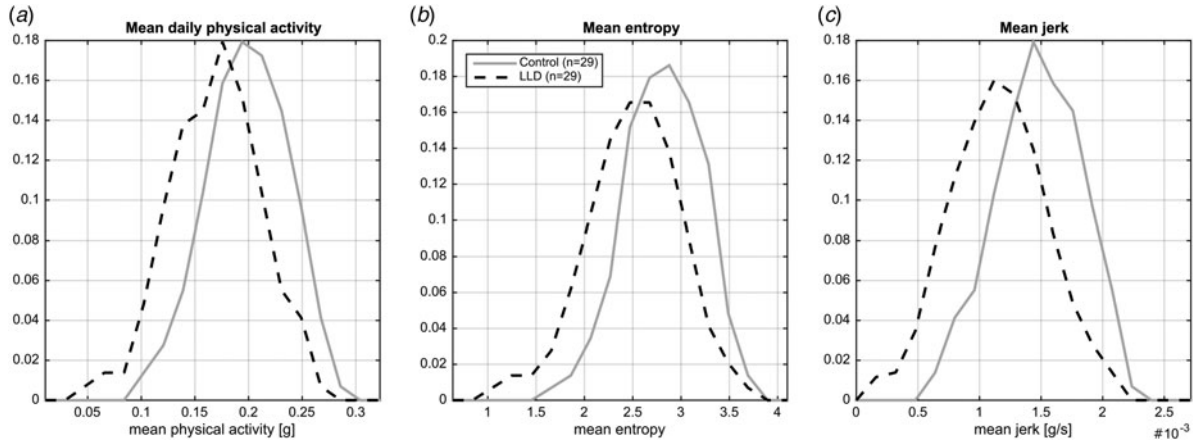 (a)
Mean daily physical activity
0.18
0.16
0.14
0.12
0.1
0.08
0.06
0.04
0.02
0
0.05 0.1 0.15 0.2 0.25 0.3
mean physical activity [g]
(b)
Mean entropy
Control (n=29)
LLD (n=29)
0.2
0.18
0.16
0.14
0.12
0.1
0.08
0.06
0.04
0.02
0
1 1.5 2 2.5 3 3.5 4
mean entropy
(c)
Mean jerk
0.18
0.16
0.14
0.12
0.1
0.08
0.06
0.04
0.02
0
0 0.5 1 1.5 2 2.5
mean jerk [g/s] #10⁻³